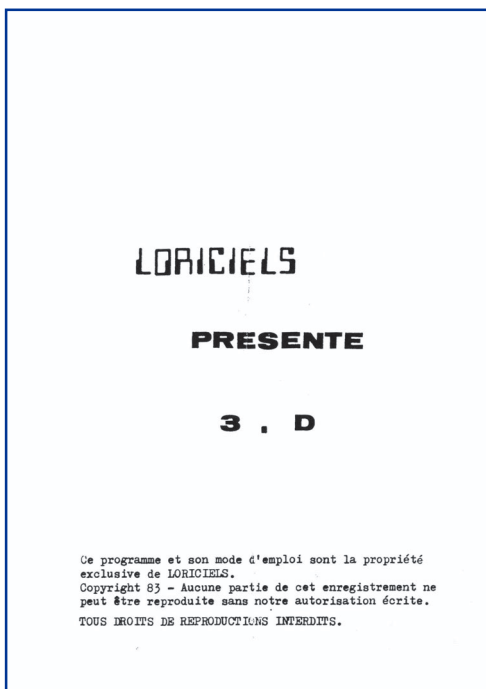 LORICIELS
PRESENTE
3 . D
Ce programme et son mode d'emploi sont la propriété
exclusive de LORICIELS.
Copyright 83 - Aucune partie de cet enregistrement ne
peut être reproduite sans notre autorisation écrite.
TOUS DROITS DE REPRODUCTIONS INTERDITS.